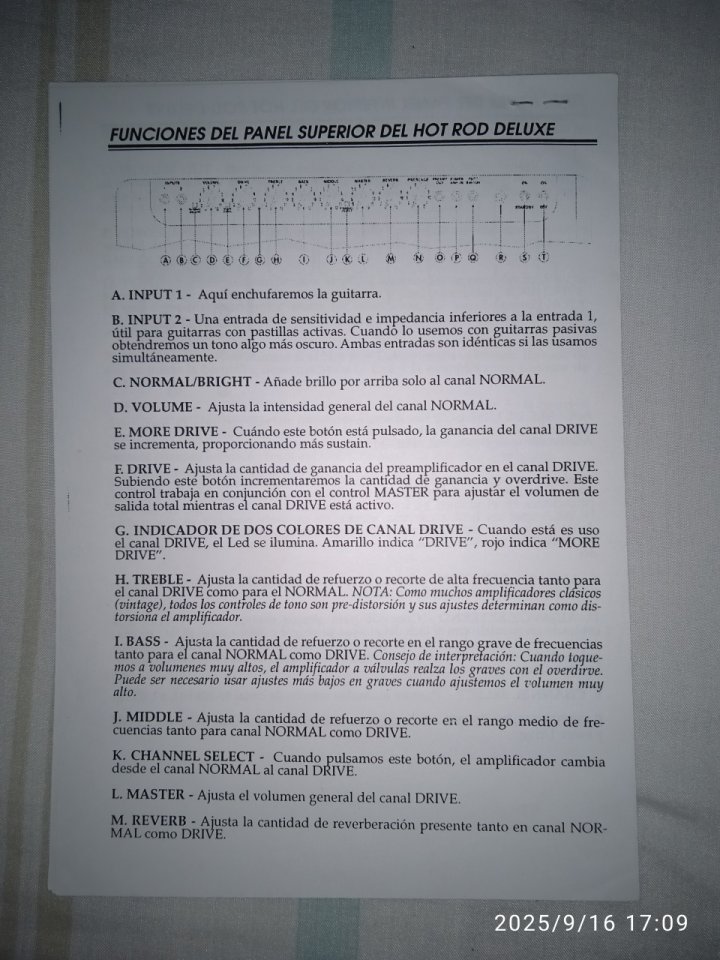 FUNCIONES DEL PANEL SUPERIOR DEL HOT ROD DELUXE
INPUTS VOLUME DRIVE TREBLE BASS MIDDLE MASTER REVERB PRESENCE
A B C D E F G H I J K L M N O P Q R S T
A. INPUT 1 - Aquí enchufaremos la guitarra.
B. INPUT 2 - Una entrada de sensitividad e impedancia inferiores a la entrada 1,
útil para guitarras con pastillas activas. Cuando lo usemos con guitarras pasivas
obtendremos un tono algo más oscuro. Ambas entradas son idénticas si las usamos
simultáneamente.
C. NORMAL/BRIGHT - Añade brillo por arriba solo al canal NORMAL.
D. VOLUME - Ajusta la intensidad general del canal NORMAL.
E. MORE DRIVE - Cuándo este botón está pulsado, la ganancia del canal DRIVE
se incrementa, proporcionando más sustain.
F. DRIVE - Ajusta la cantidad de ganancia del preamplificador en el canal DRIVE.
Subiendo este botón incrementaremos la cantidad de ganancia y overdrive. Este
control trabaja en conjunción con el control MASTER para ajustar el volumen de
salida total mientras el canal DRIVE está activo.
G. INDICADOR DE DOS COLORES DE CANAL DRIVE - Cuando está es uso
el canal DRIVE, el Led se ilumina. Amarillo indica “DRIVE”, rojo indica “MORE
DRIVE”.
H. TREBLE - Ajusta la cantidad de refuerzo o recorte de alta frecuencia tanto para
el canal DRIVE como para el NORMAL. NOTA: Como muchos amplificadores clásicos
(vintage), todos los controles de tono son pre-distorsión y sus ajustes determinan como dis-
torsiona el amplificador.
I. BASS - Ajusta la cantidad de refuerzo o recorte en el rango grave de frecuencias
tanto para el canal NORMAL como DRIVE. Consejo de interpretación: Cuando toque-
mos a volumenes muy altos, el amplificador a válvulas realza los graves con el overdirve.
Puede ser necesario usar ajustes más bajos en graves cuando ajustemos el volumen muy
alto.
J. MIDDLE - Ajusta la cantidad de refuerzo o recorte en el rango medio de fre-
cuencias tanto para canal NORMAL como DRIVE.
K. CHANNEL SELECT - Cuando pulsamos este botón, el amplificador cambia
desde el canal NORMAL al canal DRIVE.
L. MASTER - Ajusta el volumen general del canal DRIVE.
M. REVERB - Ajusta la cantidad de reverberación presente tanto en canal NOR-
MAL como DRIVE.
2025/9/16 17:09